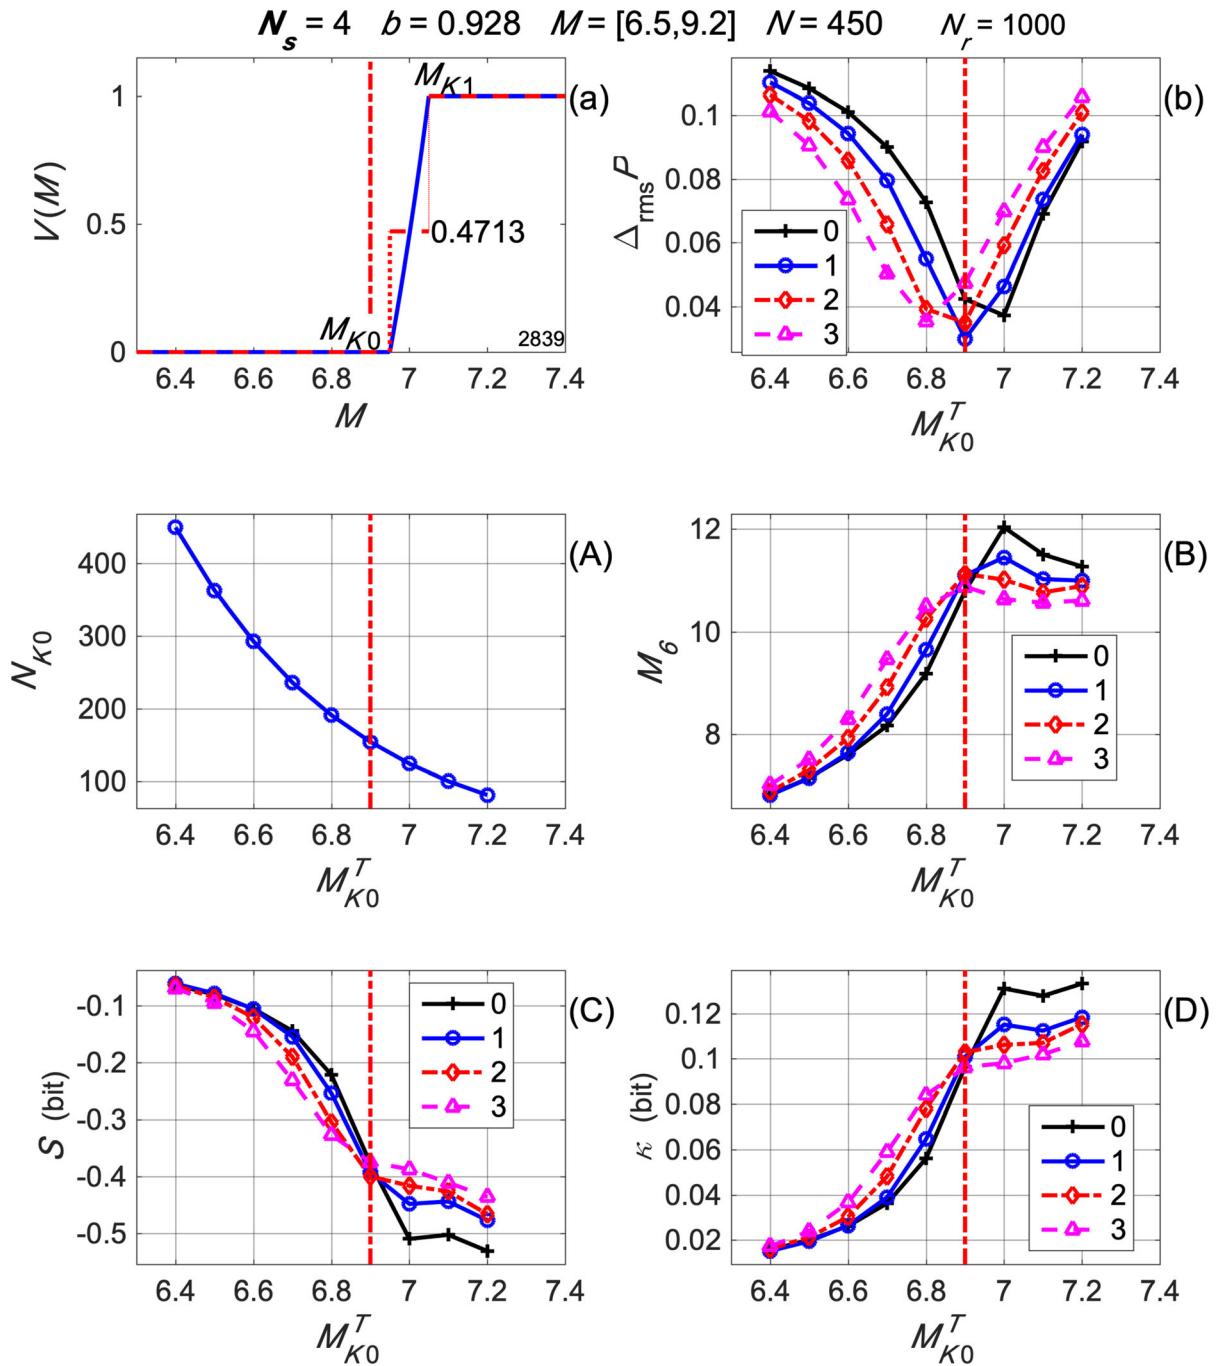 N_s = 4 b = 0.928 M = [6.5,9.2] N = 450 N_r = 1000
1
0.5
0
V(M)
M_K1
0.4713
M_K0
2839
(a)
6.4 6.6 6.8 7 7.2 7.4
M
0.1
0.08
0.06
0.04
Δ_rms P
0
1
2
3
(b)
6.4 6.6 6.8 7 7.2 7.4
M_K0^T
400
300
200
100
N_K0
(A)
6.4 6.6 6.8 7 7.2 7.4
M_K0^T
12
10
8
M_6
0
1
2
3
(B)
6.4 6.6 6.8 7 7.2 7.4
M_K0^T
-0.1
-0.2
-0.3
-0.4
-0.5
S (bit)
0
1
2
3
(C)
6.4 6.6 6.8 7 7.2 7.4
M_K0^T
0.12
0.1
0.08
0.06
0.04
0.02
κ (bit)
0
1
2
3
(D)
6.4 6.6 6.8 7 7.2 7.4
M_K0^T